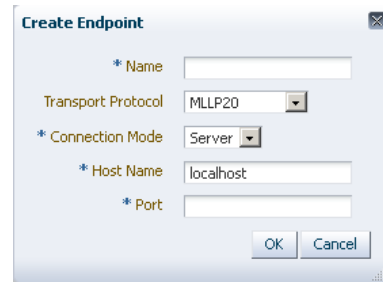 Create Endpoint
* Name
Transport Protocol MLLP20
* Connection Mode Server
* Host Name localhost
* Port
OK Cancel